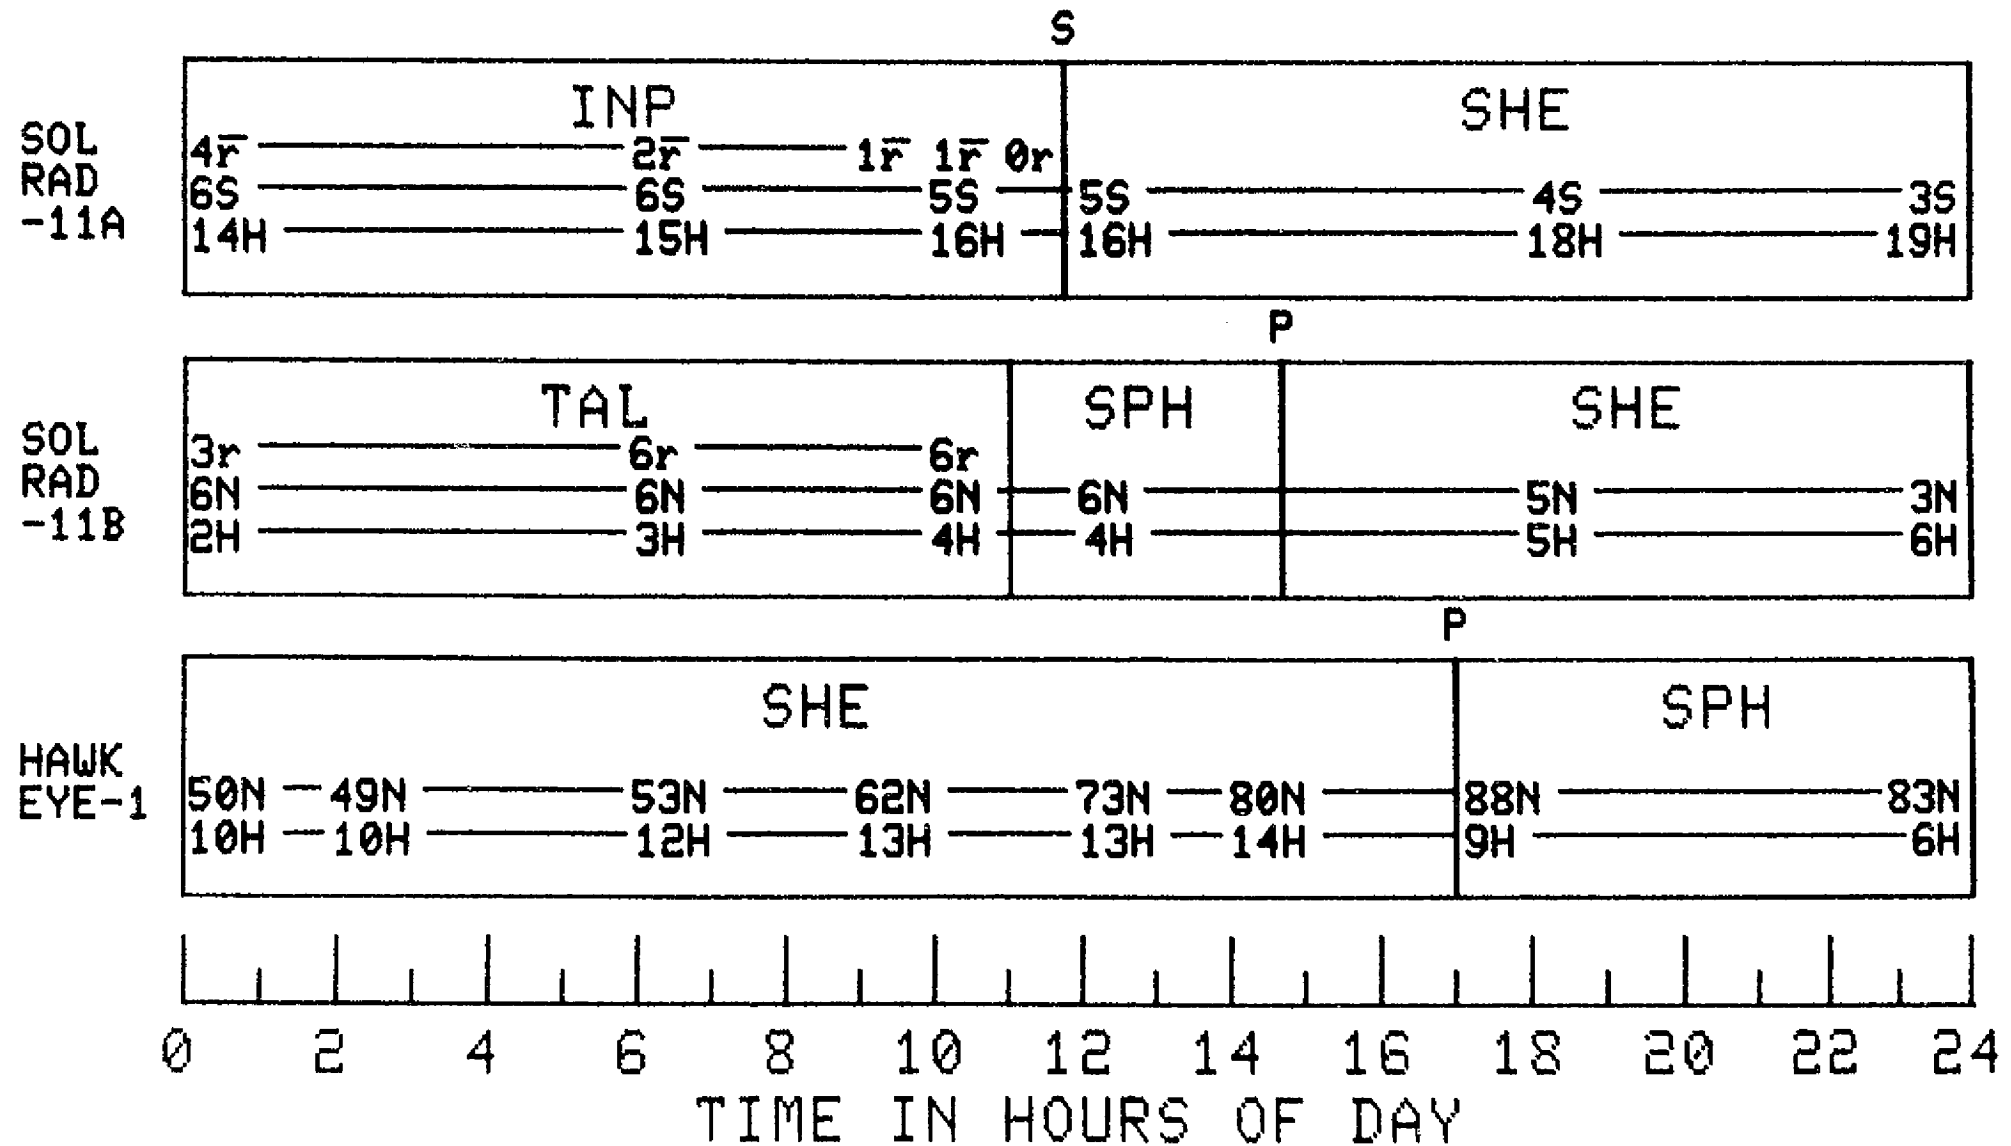 S
INP SHE
SOL 4r̅ 2r̅ 1r̅ 1r̅ 0r
RAD 6S 6S 5S 5S 4S 3S
-11A 14H 15H 16H 16H 18H 19H
P
TAL SPH SHE
SOL 3r 6r 6r
RAD 6N 6N 6N 6N 5N 3N
-11B 2H 3H 4H 4H 5H 6H
P
SHE SPH
HAWK 50N 49N 53N 62N 73N 80N 88N 83N
EYE-1 10H 10H 12H 13H 13H 14H 9H 6H
0 2 4 6 8 10 12 14 16 18 20 22 24
TIME IN HOURS OF DAY